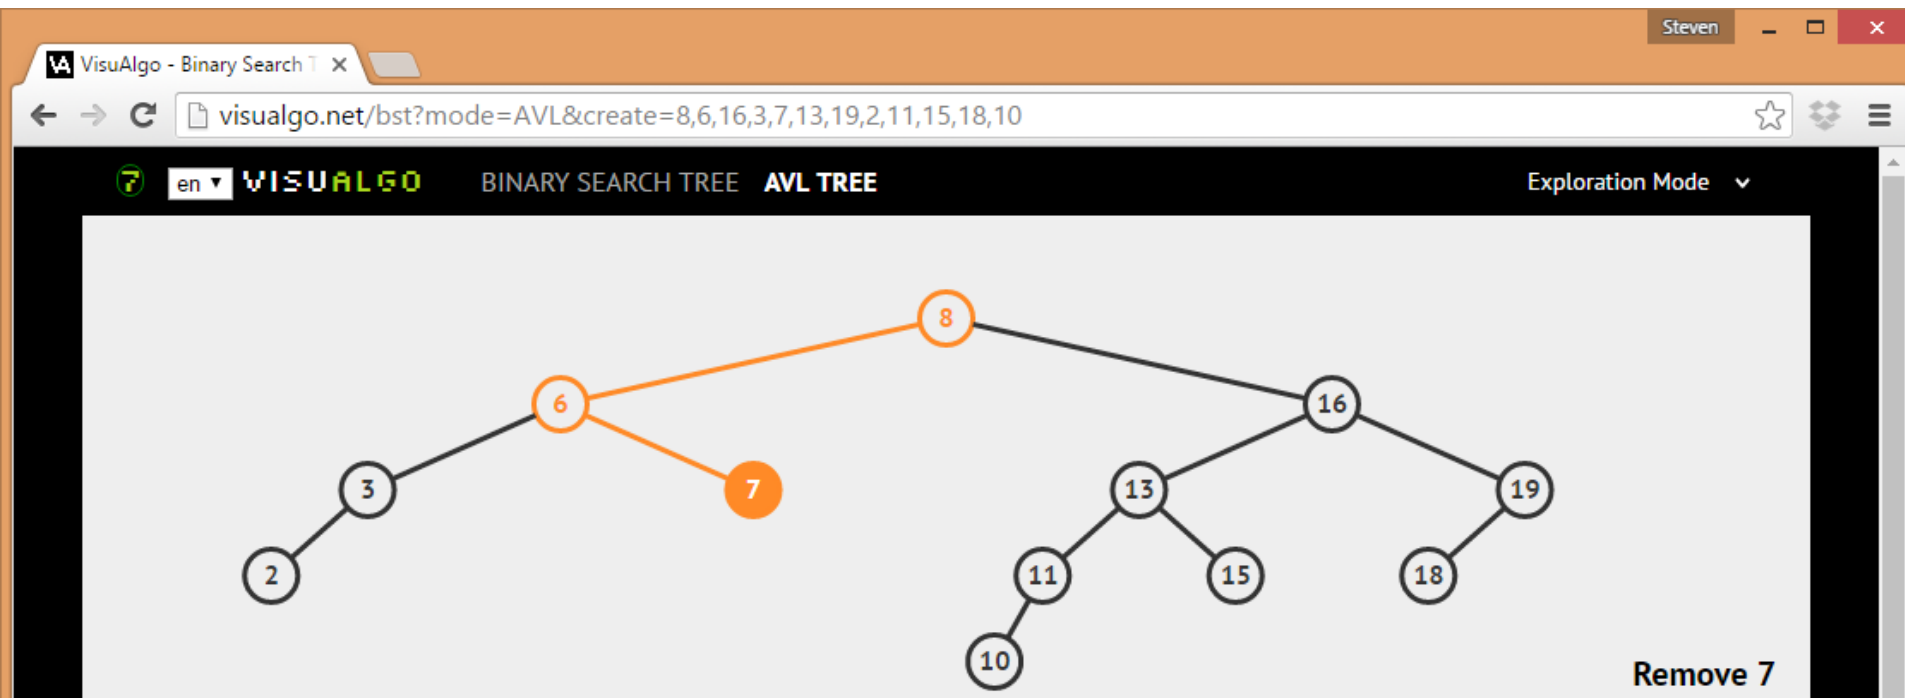 Steven
VisuAlgo - Binary Search T
visualgo.net/bst?mode=AVL&create=8,6,16,3,7,13,19,2,11,15,18,10
7 en VISUALGO BINARY SEARCH TREE AVL TREE Exploration Mode
8
6 16
3 7 13 19
2 11 15 18
10
Remove 7